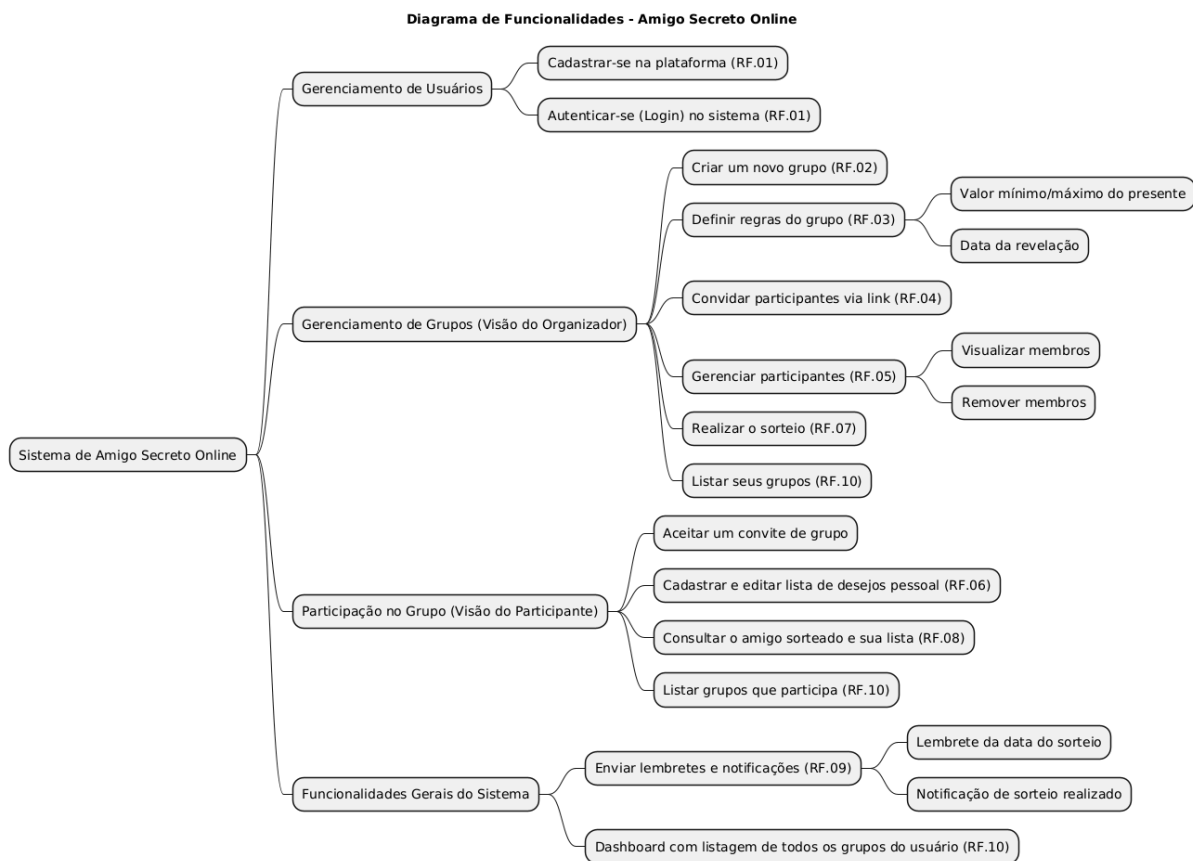 Diagrama de Funcionalidades - Amigo Secreto Online
Sistema de Amigo Secreto Online
Gerenciamento de Usuários
Cadastrar-se na plataforma (RF.01)
Autenticar-se (Login) no sistema (RF.01)
Gerenciamento de Grupos (Visão do Organizador)
Criar um novo grupo (RF.02)
Definir regras do grupo (RF.03)
Valor mínimo/máximo do presente
Data da revelação
Convidar participantes via link (RF.04)
Gerenciar participantes (RF.05)
Visualizar membros
Remover membros
Realizar o sorteio (RF.07)
Listar seus grupos (RF.10)
Participação no Grupo (Visão do Participante)
Aceitar um convite de grupo
Cadastrar e editar lista de desejos pessoal (RF.06)
Consultar o amigo sorteado e sua lista (RF.08)
Listar grupos que participa (RF.10)
Funcionalidades Gerais do Sistema
Enviar lembretes e notificações (RF.09)
Lembrete da data do sorteio
Notificação de sorteio realizado
Dashboard com listagem de todos os grupos do usuário (RF.10)